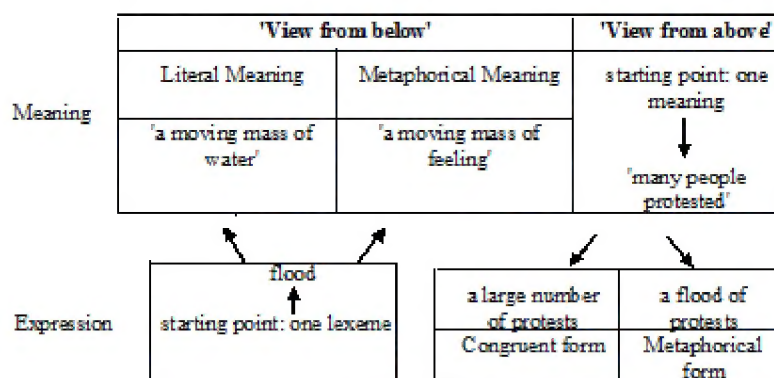 'View from below'
'View from above'
Literal Meaning
Metaphorical Meaning
starting point: one
meaning
Meaning
'a moving mass of
water'
'a moving mass of
feeling'
'many people
protested'
flood
starting point: one lexeme
Expression
a large number
of protests
a flood of
protests
Congruent form
Metaphorical
form